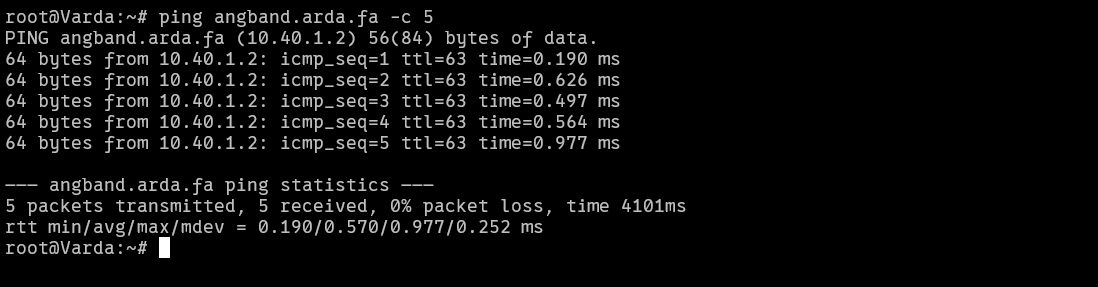 root@Varda:~# ping angband.arda.fa -c 5
PING angband.arda.fa (10.40.1.2) 56(84) bytes of data.
64 bytes from 10.40.1.2: icmp_seq=1 ttl=63 time=0.190 ms
64 bytes from 10.40.1.2: icmp_seq=2 ttl=63 time=0.626 ms
64 bytes from 10.40.1.2: icmp_seq=3 ttl=63 time=0.497 ms
64 bytes from 10.40.1.2: icmp_seq=4 ttl=63 time=0.564 ms
64 bytes from 10.40.1.2: icmp_seq=5 ttl=63 time=0.977 ms

--- angband.arda.fa ping statistics ---
5 packets transmitted, 5 received, 0% packet loss, time 4101ms
rtt min/avg/max/mdev = 0.190/0.570/0.977/0.252 ms
root@Varda:~#